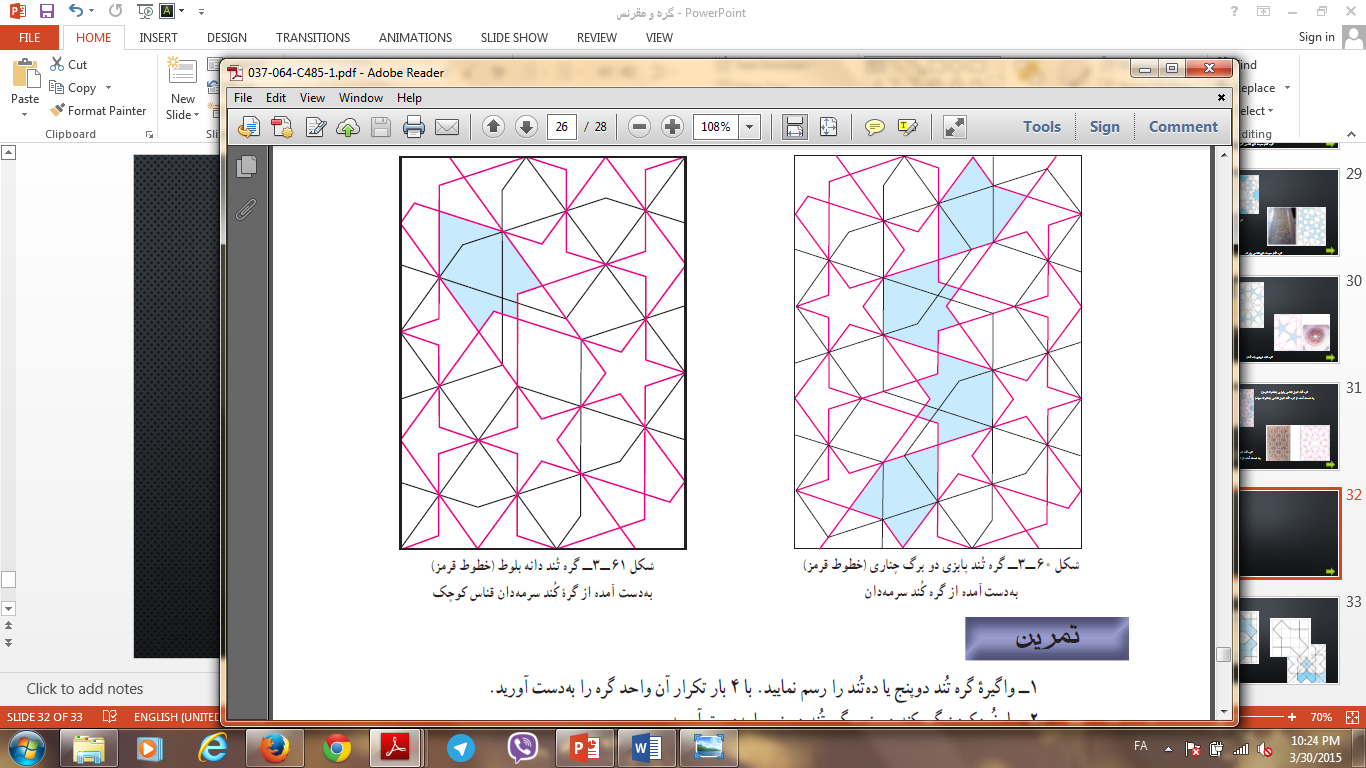 گره و مقرنس - PowerPoint
FILE HOME INSERT DESIGN TRANSITIONS ANIMATIONS SLIDE SHOW REVIEW VIEW Sign in
Paste
Cut
Copy
Format Painter
Clipboard
New
Slide
037-064-C485-1.pdf - Adobe Reader
File Edit View Window Help
26 / 28 108% Tools Sign Comment
شکل ۶۰ــ۳ــ گره تُند پابزی دو برگ چناری (خطوط قرمز)
به‌دست آمده از گره کُند سرمه‌دان
شکل ۶۱ــ۳ــ گره تُند دانه بلوط (خطوط قرمز)
به‌دست آمده از گرهٔ کُند سرمه‌دان قناس کوچک
تمرین
۱ــ واگیرهٔ گره تُند دوپنج یا ده‌تُند را رسم نمایید. با ۴ بار تکرار آن واحد گره را به‌دست آورید.
29
30
31
32
33
Click to add notes
SLIDE 32 OF 33 ENGLISH (UNITED 70%
FA
10:24 PM
3/30/2015